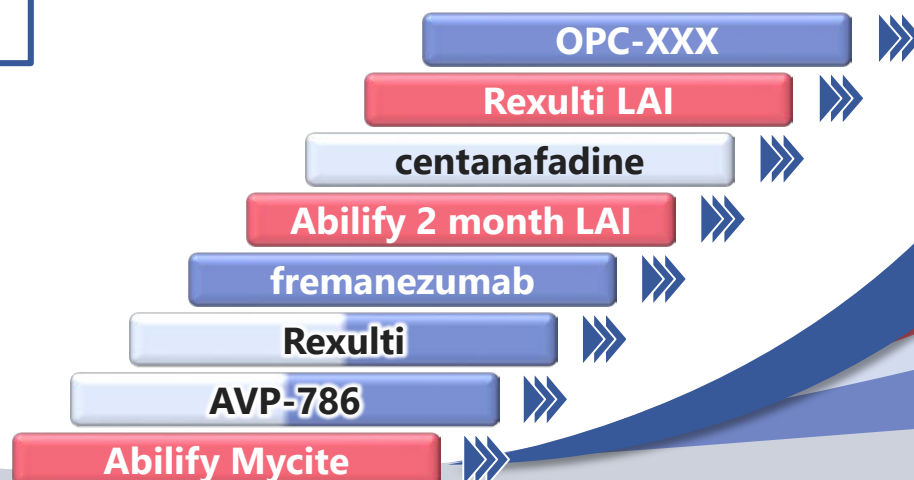 OPC-XXX
Rexulti LAI
centanafadine
Abilify 2 month LAI
fremanezumab
Rexulti
AVP-786
Abilify Mycite